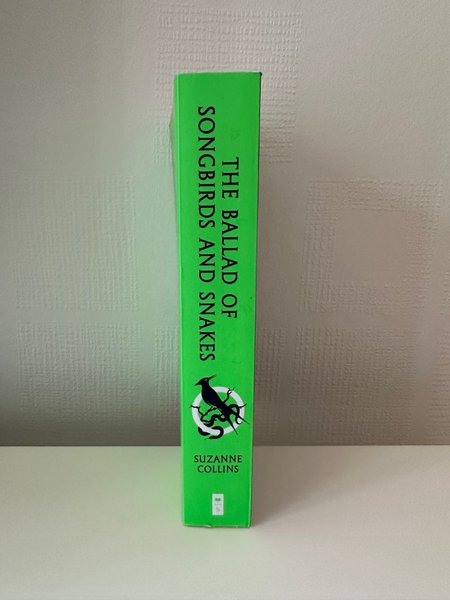 THE BALLAD OF
SONGBIRDS AND SNAKES
SUZANNE
COLLINS